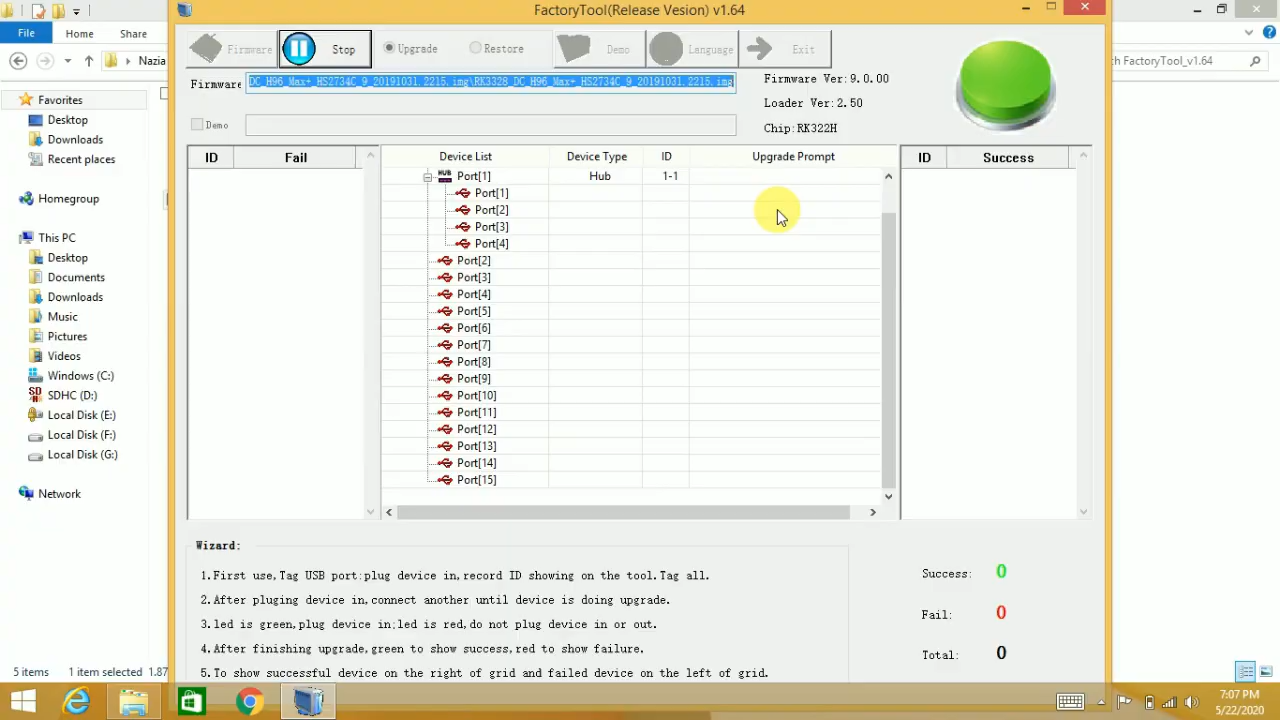 FactoryTool(Release Vesion) v1.64
File
Home
Share
Nazia
h FactoryTool_v1.64
Firmware
Stop
Upgrade
Restore
Demo
Language
Exit
Firmware
DC_H96_Max+_HS2734C_9_20191031.2215.img\RK3328_DC_H96_Max+_HS2734C_9_20191031.2215.img
Firmware Ver:9.0.00
Loader Ver:2.50
Chip:RK322H
Demo
Favorites
Desktop
Downloads
Recent places
Homegroup
This PC
Desktop
Documents
Downloads
Music
Pictures
Videos
Windows (C:)
SDHC (D:)
Local Disk (E:)
Local Disk (F:)
Local Disk (G:)
Network
ID
Fail
Device List
Device Type
ID
Upgrade Prompt
ID
Success
HUB
Port[1]
Hub
1-1
Port[1]
Port[2]
Port[3]
Port[4]
Port[2]
Port[3]
Port[4]
Port[5]
Port[6]
Port[7]
Port[8]
Port[9]
Port[10]
Port[11]
Port[12]
Port[13]
Port[14]
Port[15]
Wizard:
1.First use,Tag USB port:plug device in,record ID showing on the tool.Tag all.
2.After pluging device in,connect another until device is doing upgrade.
3.led is green,plug device in;led is red,do not plug device in or out.
4.After finishing upgrade,green to show success,red to show failure.
5.To show successful device on the right of grid and failed device on the left of grid.
Success: 0
Fail: 0
Total: 0
5 items
1 item selected 1.87
7:07 PM
5/22/2020